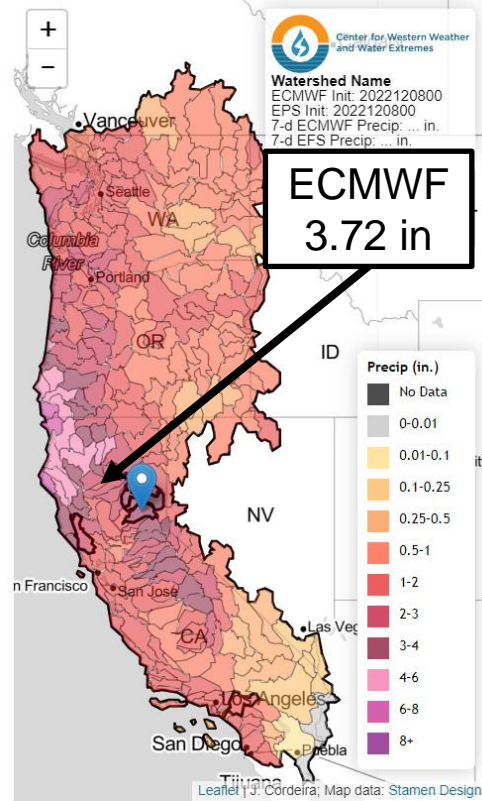 +
−
Center for Western Weather
and Water Extremes
Watershed Name
ECMWF Init: 2022120800
EPS Init: 2022120800
7-d ECMWF Precip: ... in.
7-d EFS Precip: ... in.
Vancouver
ECMWF
3.72 in
Seattle
WA
Columbia
River
Portland
OR
ID
Precip (in.)
No Data
0-0.01
0.01-0.1
0.1-0.25
0.25-0.5
0.5-1
1-2
2-3
3-4
4-6
6-8
8+
NV
n Francisco
San Jose
CA
Las Veg
Los Angeles
San Diego
Puebla
Tijuana
Leaflet | J. Cordeira; Map data: Stamen Design